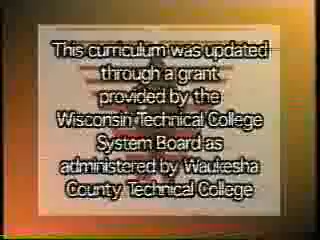 This curriculum was updated
through a grant
provided by the
Wisconsin Technical College
System Board as
administered by Waukesha
County Technical College